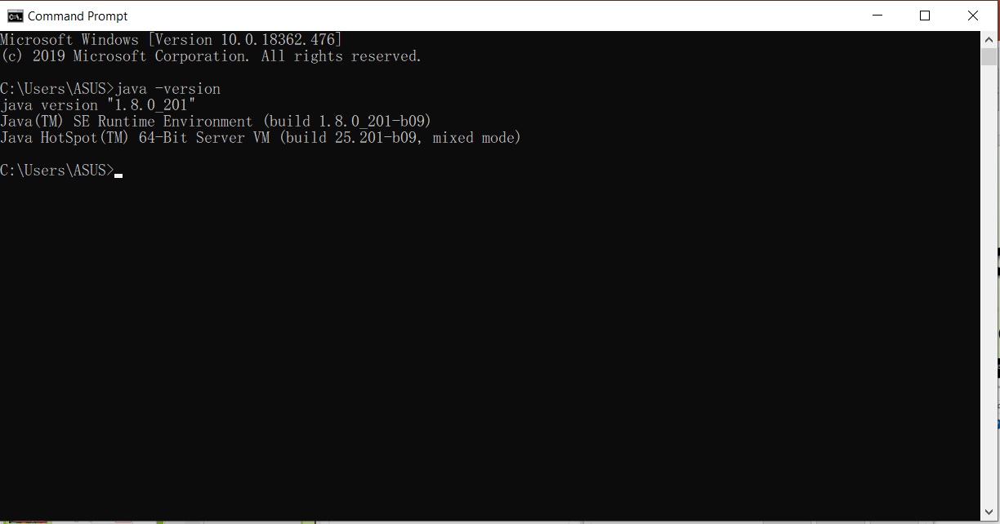 Command Prompt
Microsoft Windows [Version 10.0.18362.476]
(c) 2019 Microsoft Corporation. All rights reserved.
C:\Users\ASUS>java -version
java version "1.8.0_201"
Java(TM) SE Runtime Environment (build 1.8.0_201-b09)
Java HotSpot(TM) 64-Bit Server VM (build 25.201-b09, mixed mode)
C:\Users\ASUS>